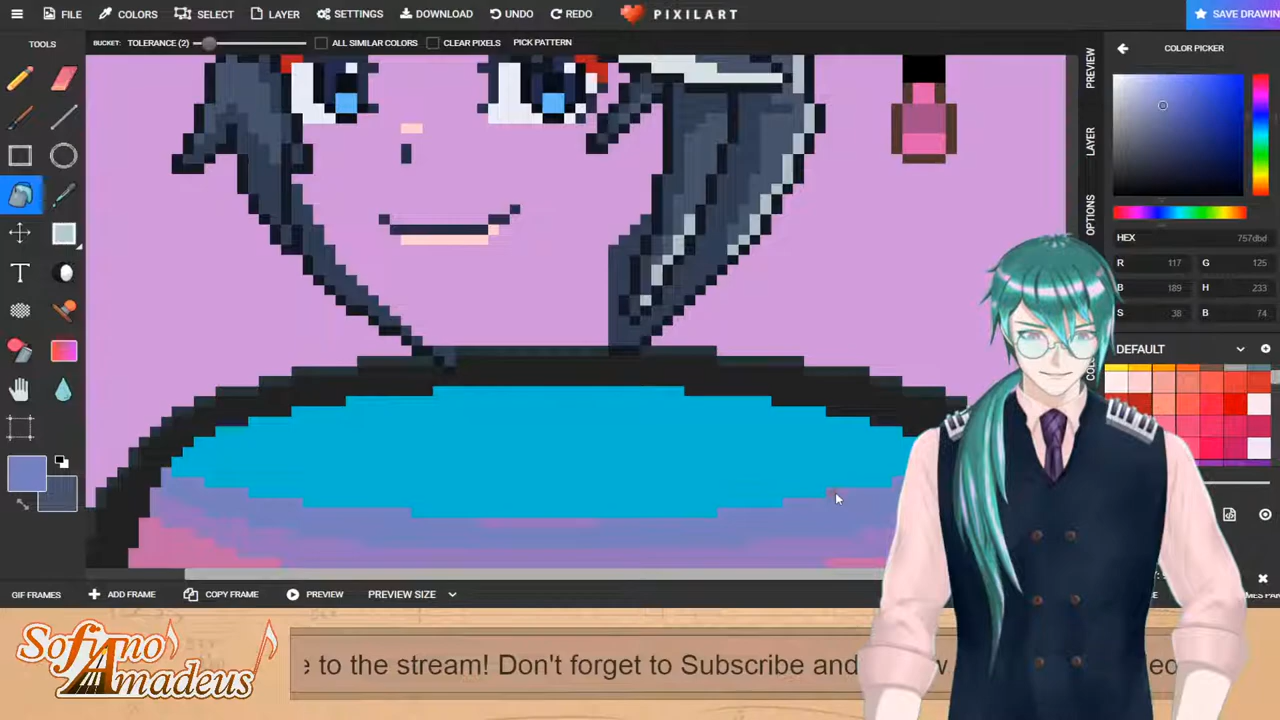 FILE COLORS SELECT LAYER SETTINGS DOWNLOAD UNDO REDO PIXILART SAVE DRAWIN
TOOLS BUCKET: TOLERANCE (2) ALL SIMILAR COLORS CLEAR PIXELS PICK PATTERN
PREVIEW
LAYER
OPTIONS
COLOR PICKER
HEX 757dbd
R 117 G 125
B 189 H 233
S 38 B 74
DEFAULT
GIF FRAMES ADD FRAME COPY FRAME PREVIEW PREVIEW SIZE
Sofiano
Amadeus
e to the stream! Don't forget to Subscribe and